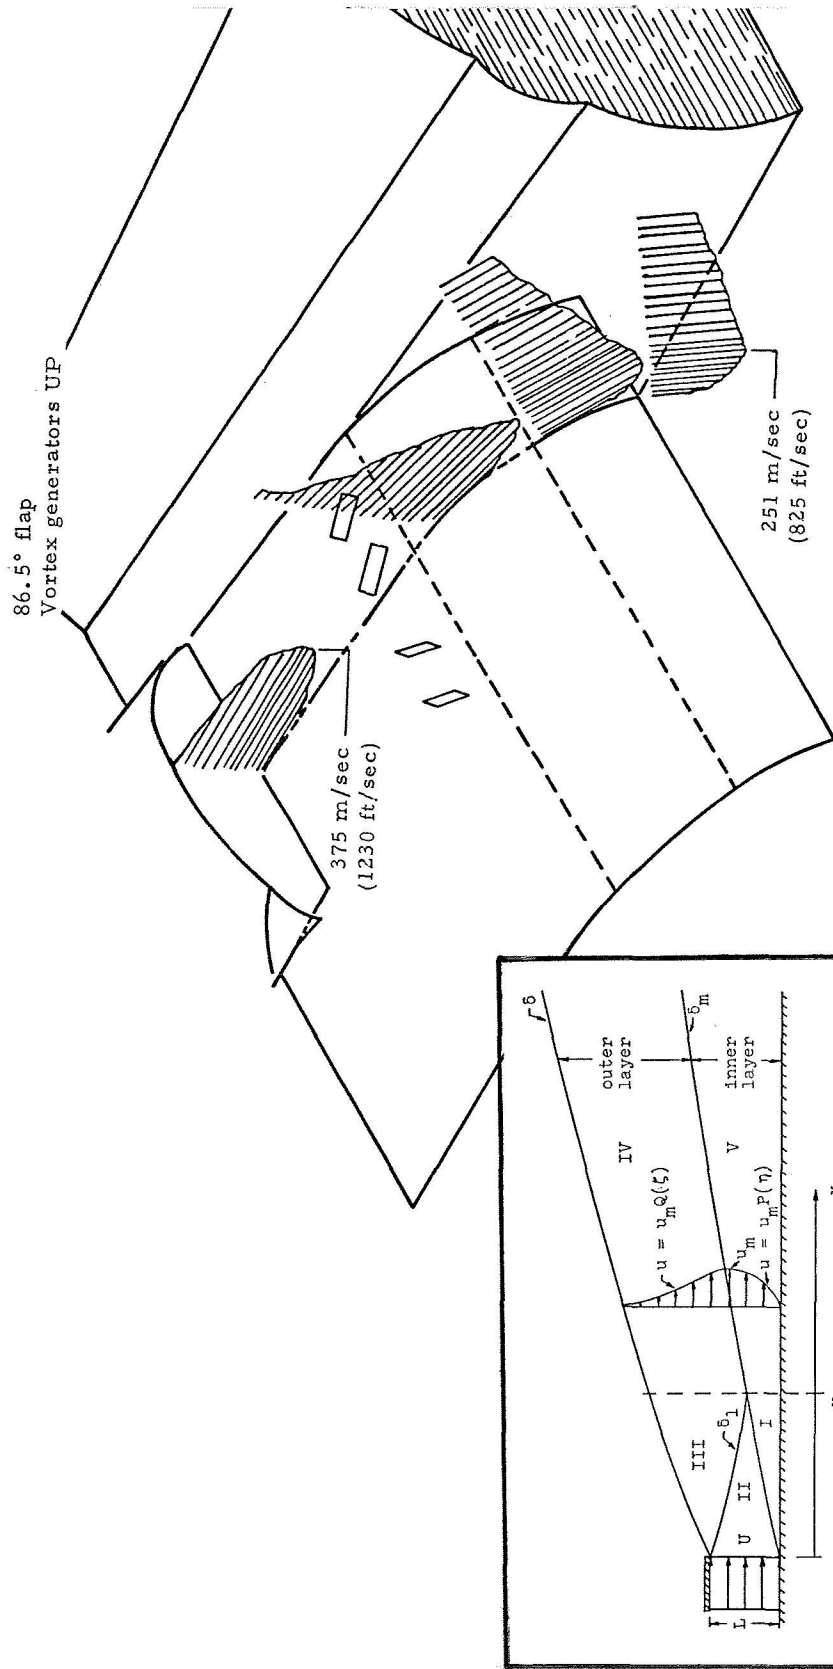 86.5° flap
Vortex generators UP
375 m/sec
(1230 ft/sec)
251 m/sec
(825 ft/sec)
δ
δm
outer
layer
inner
layer
IV
V
u = umQ(ζ)
um
u = umP(η)
III
δ1
II
I
U
L